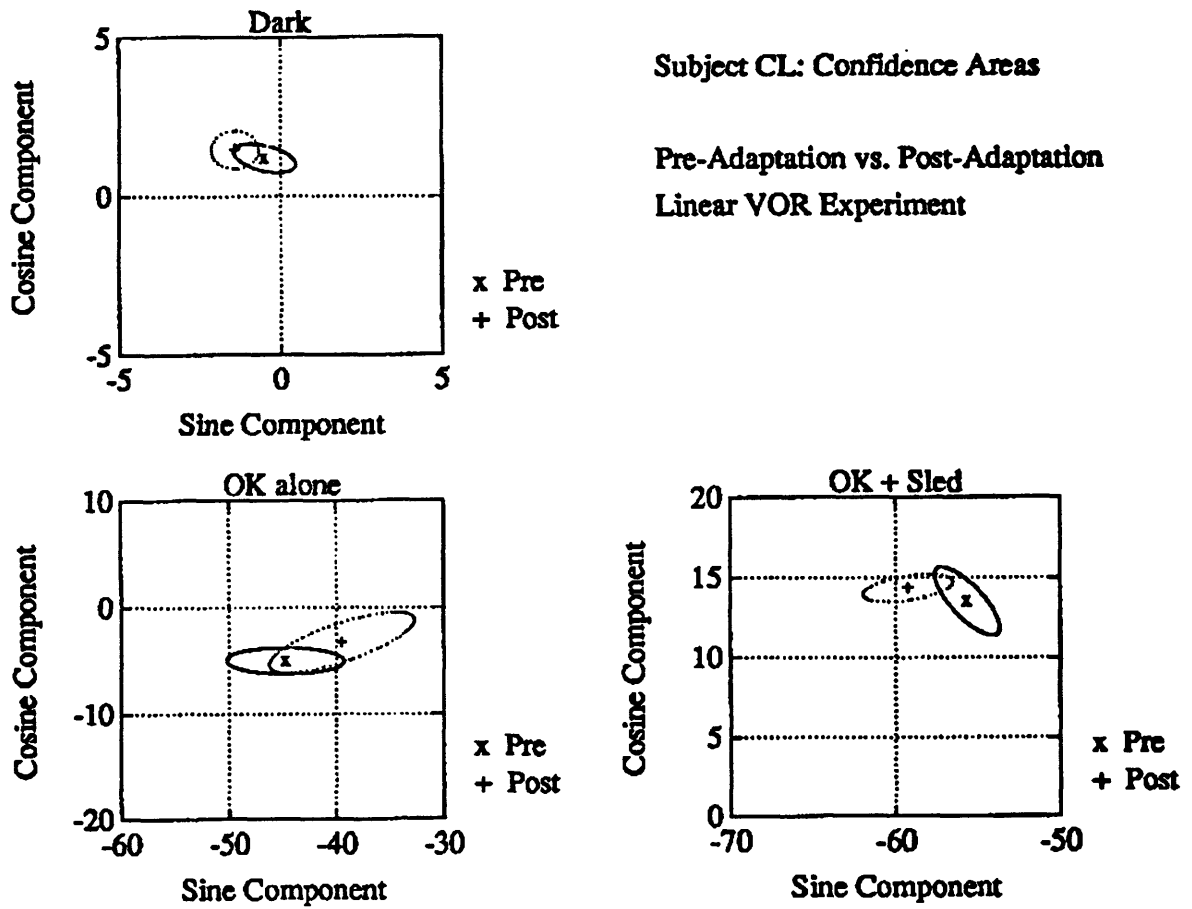 Dark
5
0
-5
-5 0 5
Cosine Component
Sine Component
x Pre
+ Post
Subject CL: Confidence Areas
Pre-Adaptation vs. Post-Adaptation
Linear VOR Experiment
OK alone
10
0
-10
-20
-60 -50 -40 -30
Cosine Component
Sine Component
x Pre
+ Post
OK + Sled
20
15
10
5
0
-70 -60 -50
Cosine Component
Sine Component
x Pre
+ Post